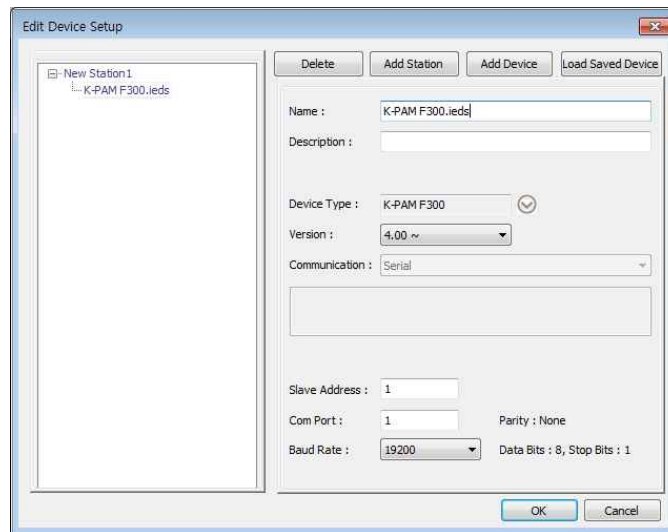 Edit Device Setup
New Station1
K-PAM F300.ieds
Delete
Add Station
Add Device
Load Saved Device
Name :
K-PAM F300.ieds
Description :
Device Type :
K-PAM F300
Version :
4.00 ~
Communication :
Serial
Slave Address :
1
Com Port :
1
Parity : None
Baud Rate :
19200
Data Bits : 8, Stop Bits : 1
OK
Cancel